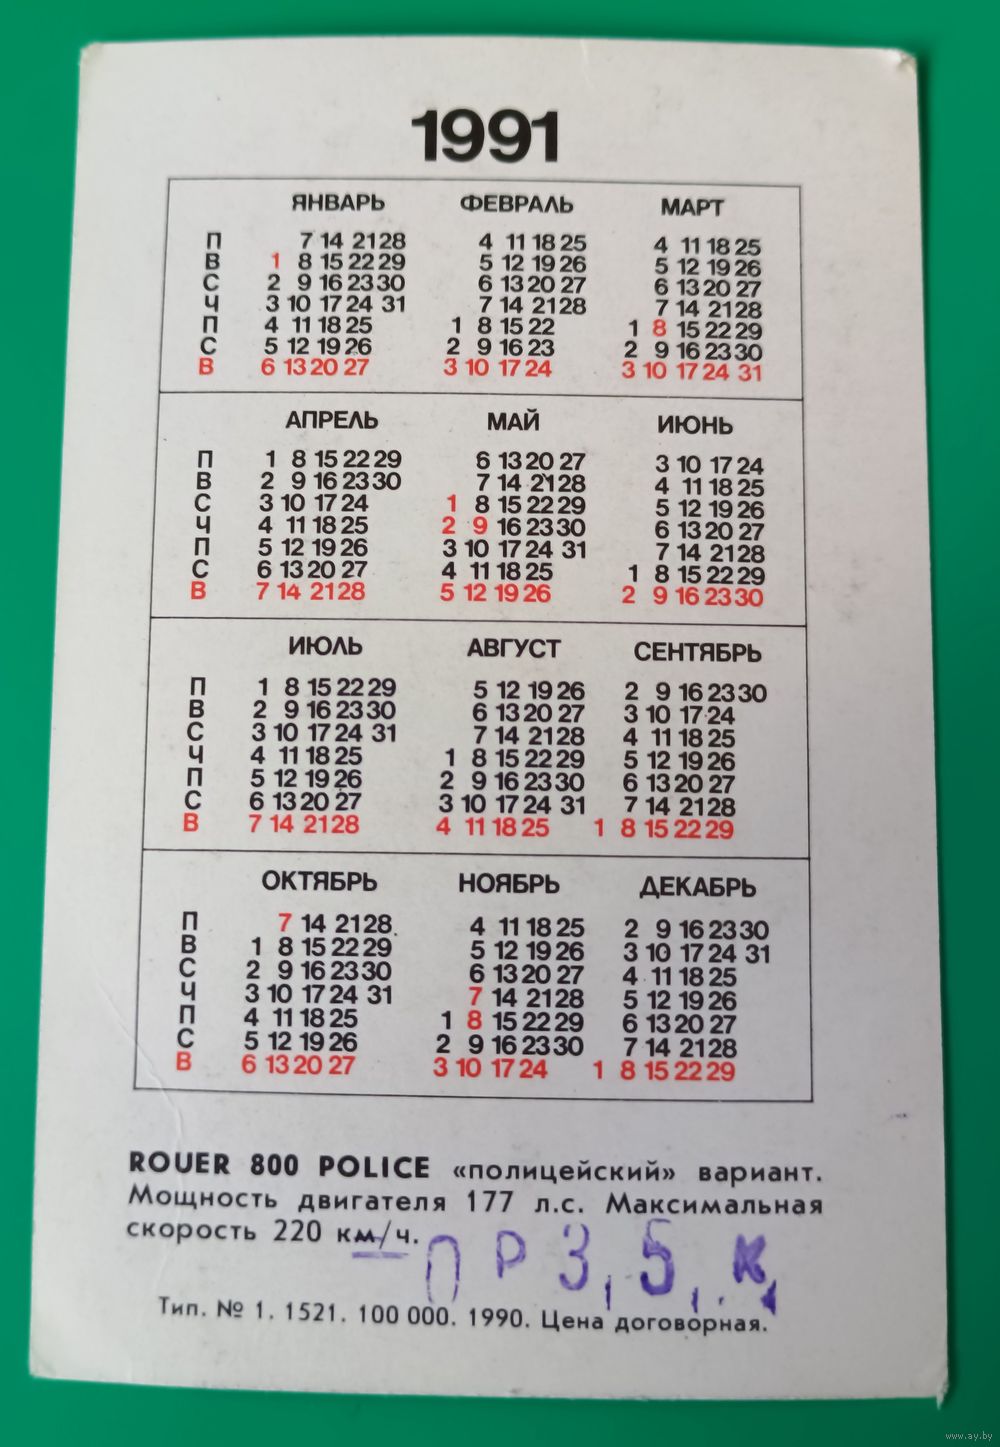 1991
ЯНВАРЬ ФЕВРАЛЬ МАРТ
П 7 14 21 28 4 11 18 25 4 11 18 25
В 1 8 15 22 29 5 12 19 26 5 12 19 26
С 2 9 16 23 30 6 13 20 27 6 13 20 27
Ч 3 10 17 24 31 7 14 21 28 7 14 21 28
П 4 11 18 25 1 8 15 22 1 8 15 22 29
С 5 12 19 26 2 9 16 23 2 9 16 23 30
В 6 13 20 27 3 10 17 24 3 10 17 24 31
АПРЕЛЬ МАЙ ИЮНЬ
П 1 8 15 22 29 6 13 20 27 3 10 17 24
В 2 9 16 23 30 7 14 21 28 4 11 18 25
С 3 10 17 24 1 8 15 22 29 5 12 19 26
Ч 4 11 18 25 2 9 16 23 30 6 13 20 27
П 5 12 19 26 3 10 17 24 31 7 14 21 28
С 6 13 20 27 4 11 18 25 1 8 15 22 29
В 7 14 21 28 5 12 19 26 2 9 16 23 30
ИЮЛЬ АВГУСТ СЕНТЯБРЬ
П 1 8 15 22 29 5 12 19 26 2 9 16 23 30
В 2 9 16 23 30 6 13 20 27 3 10 17 24
С 3 10 17 24 31 7 14 21 28 4 11 18 25
Ч 4 11 18 25 1 8 15 22 29 5 12 19 26
П 5 12 19 26 2 9 16 23 30 6 13 20 27
С 6 13 20 27 3 10 17 24 31 7 14 21 28
В 7 14 21 28 4 11 18 25 1 8 15 22 29
ОКТЯБРЬ НОЯБРЬ ДЕКАБРЬ
П 7 14 21 28 4 11 18 25 2 9 16 23 30
В 1 8 15 22 29 5 12 19 26 3 10 17 24 31
С 2 9 16 23 30 6 13 20 27 4 11 18 25
Ч 3 10 17 24 31 7 14 21 28 5 12 19 26
П 4 11 18 25 1 8 15 22 29 6 13 20 27
С 5 12 19 26 2 9 16 23 30 7 14 21 28
В 6 13 20 27 3 10 17 24 1 8 15 22 29
ROUER 800 POLICE «полицейский» вариант.
Мощность двигателя 177 л.с. Максимальная
скорость 220 км/ч.
ПР 3, 5, К,
Тип. № 1. 1521. 100 000. 1990. Цена договорная.
www.ay.by